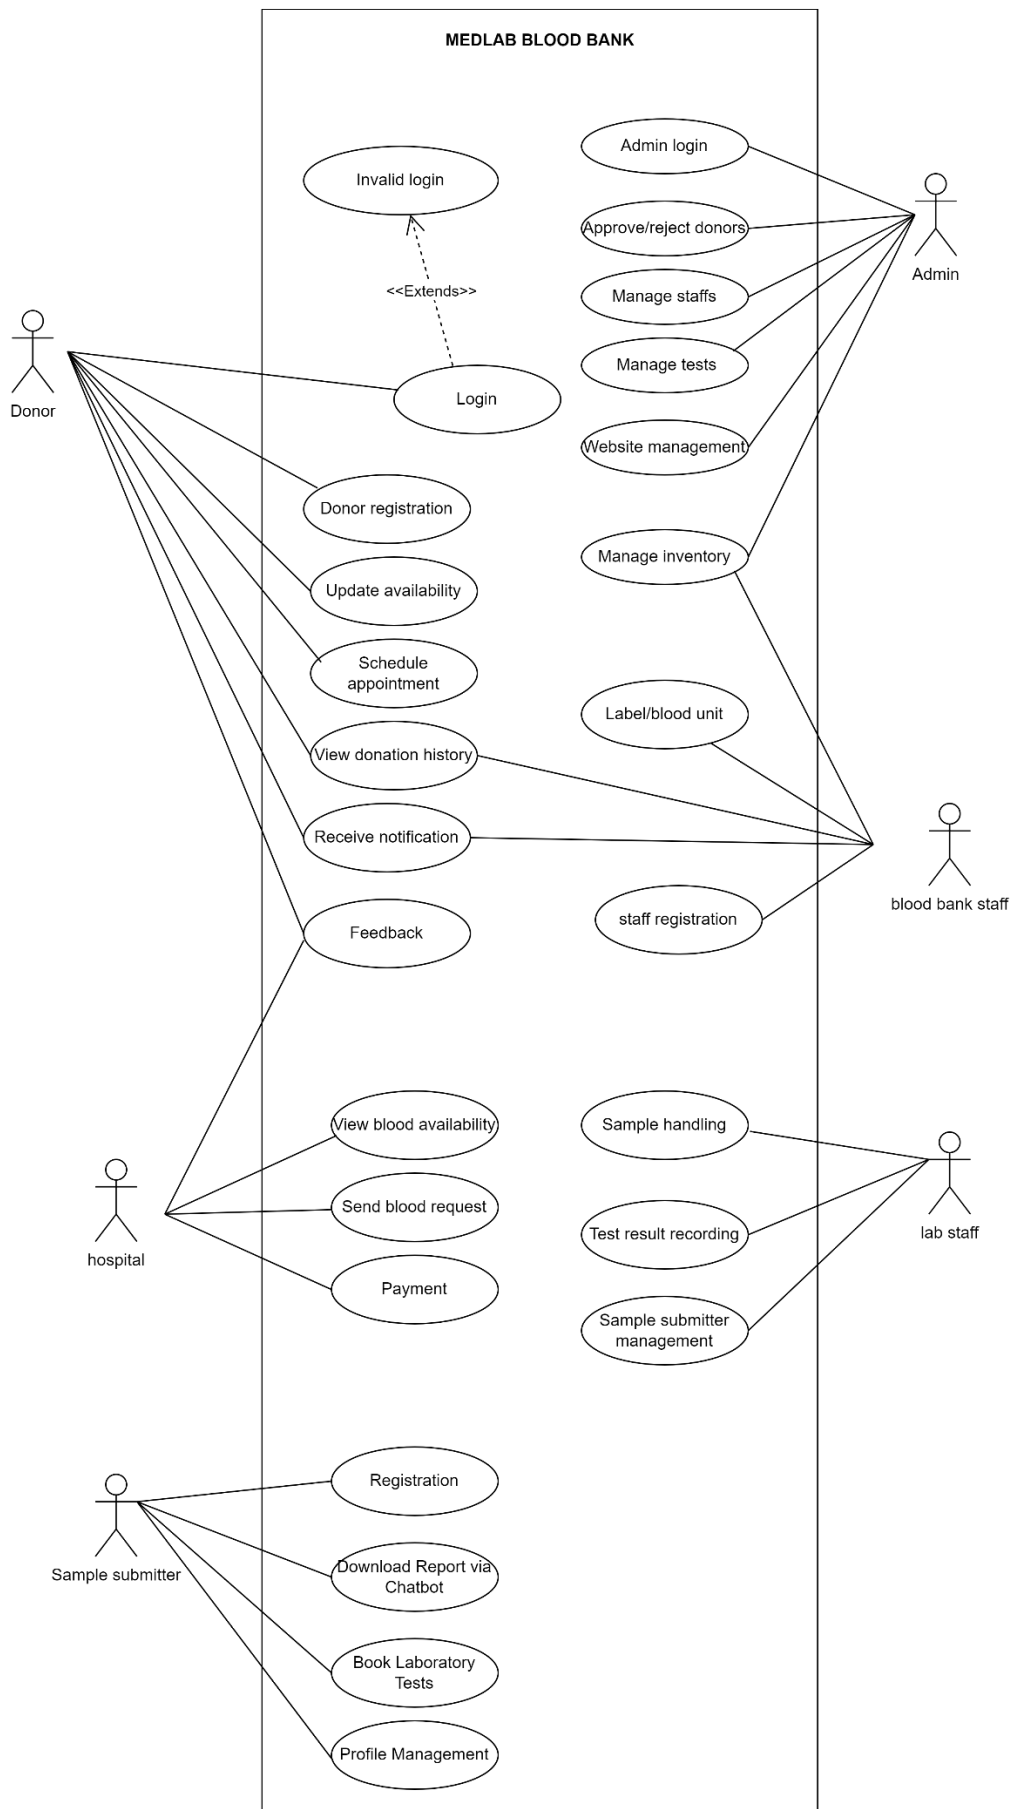 MEDLAB BLOOD BANK
Admin login
Invalid login
Approve/reject donors
Admin
<<Extends>>
Manage staffs
Manage tests
Donor
Login
Website management
Donor registration
Manage inventory
Update availability
Schedule
appointment
Label/blood unit
View donation history
Receive notification
blood bank staff
staff registration
Feedback
View blood availability
Sample handling
Send blood request
Test result recording
lab staff
hospital
Payment
Sample submitter
management
Registration
Sample submitter
Download Report via
Chatbot
Book Laboratory
Tests
Profile Management